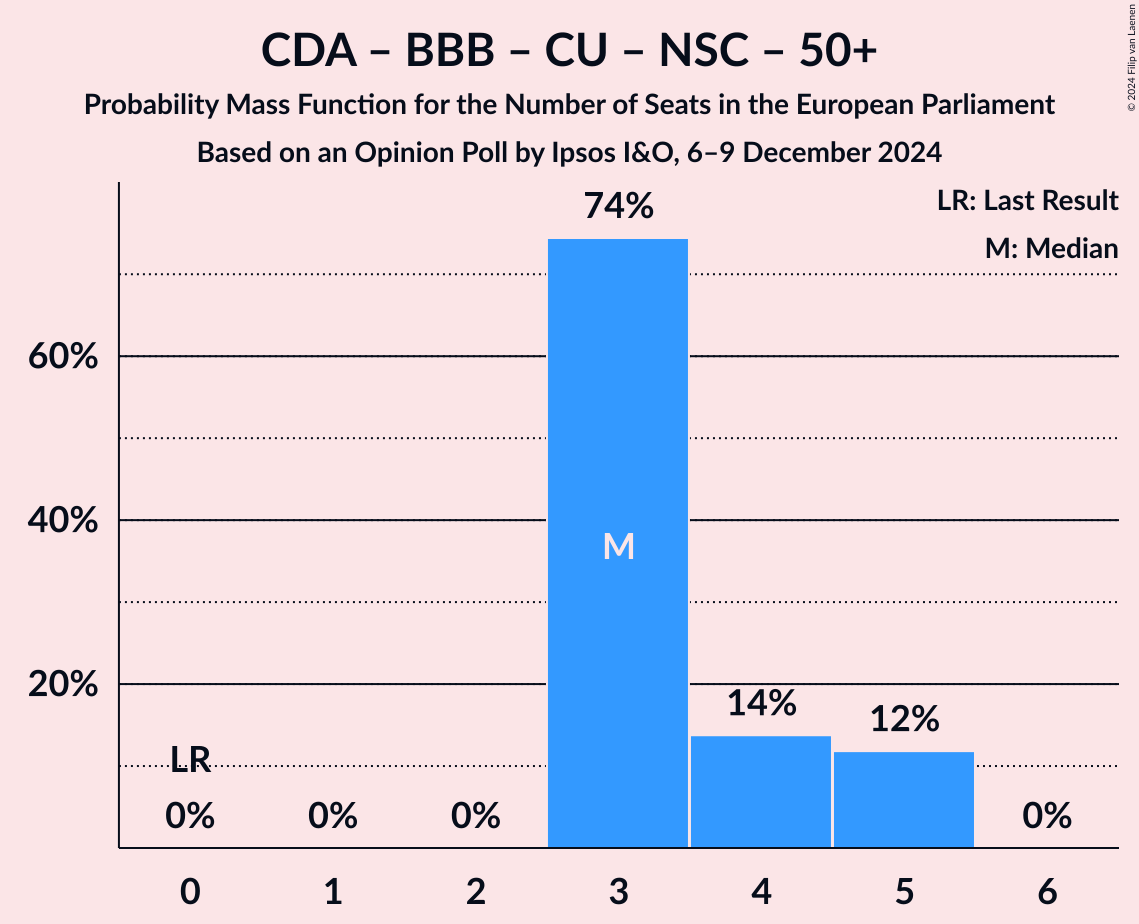 CDA – BBB – CU – NSC – 50+
Probability Mass Function for the Number of Seats in the European Parliament
Based on an Opinion Poll by Ipsos I&O, 6–9 December 2024
© 2024 Filip van Laenen
LR: Last Result
M: Median
74%
60%
40%
M
20%
14%
12%
LR
0%
0%
0%
0%
0 1 2 3 4 5 6